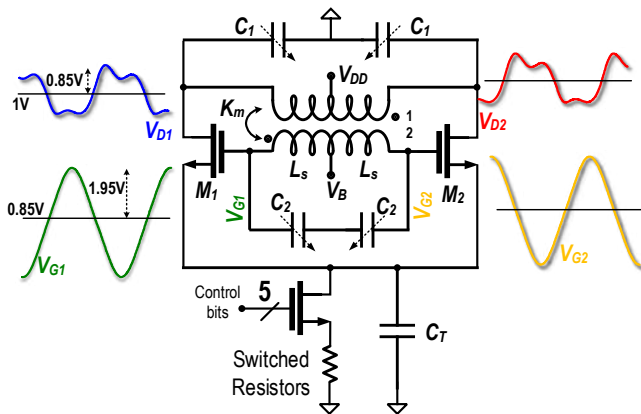 C1
C1
0.85V
1V
VD1
VDD
Km
1
2
VD2
M1
Ls
Ls
M2
VB
VG1
VG2
C2
C2
1.95V
0.85V
VG1
VG2
Control
bits
5
CT
Switched
Resistors